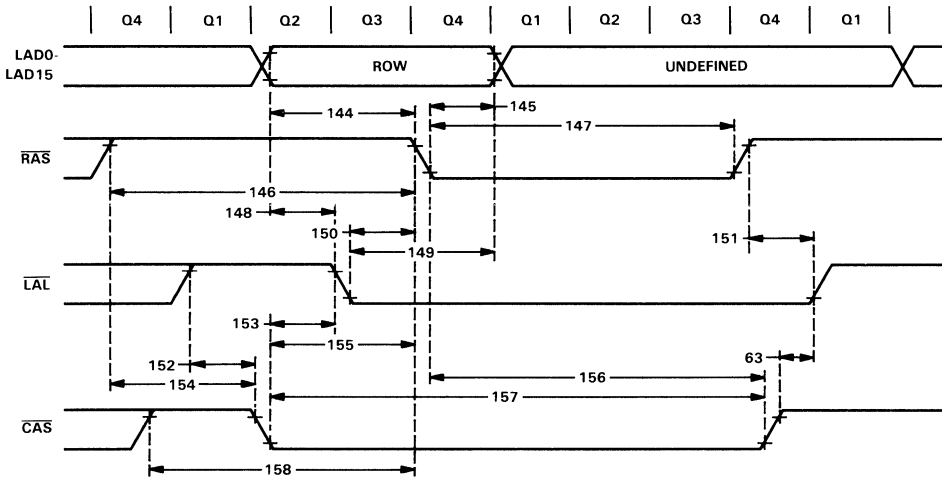 Q4 Q1 Q2 Q3 Q4 Q1 Q2 Q3 Q4 Q1
LAD0-
LAD15
ROW
UNDEFINED
144
145
147
RAS
146
148
150
149
151
LAL
153
155
152
154
63
156
157
CAS
158